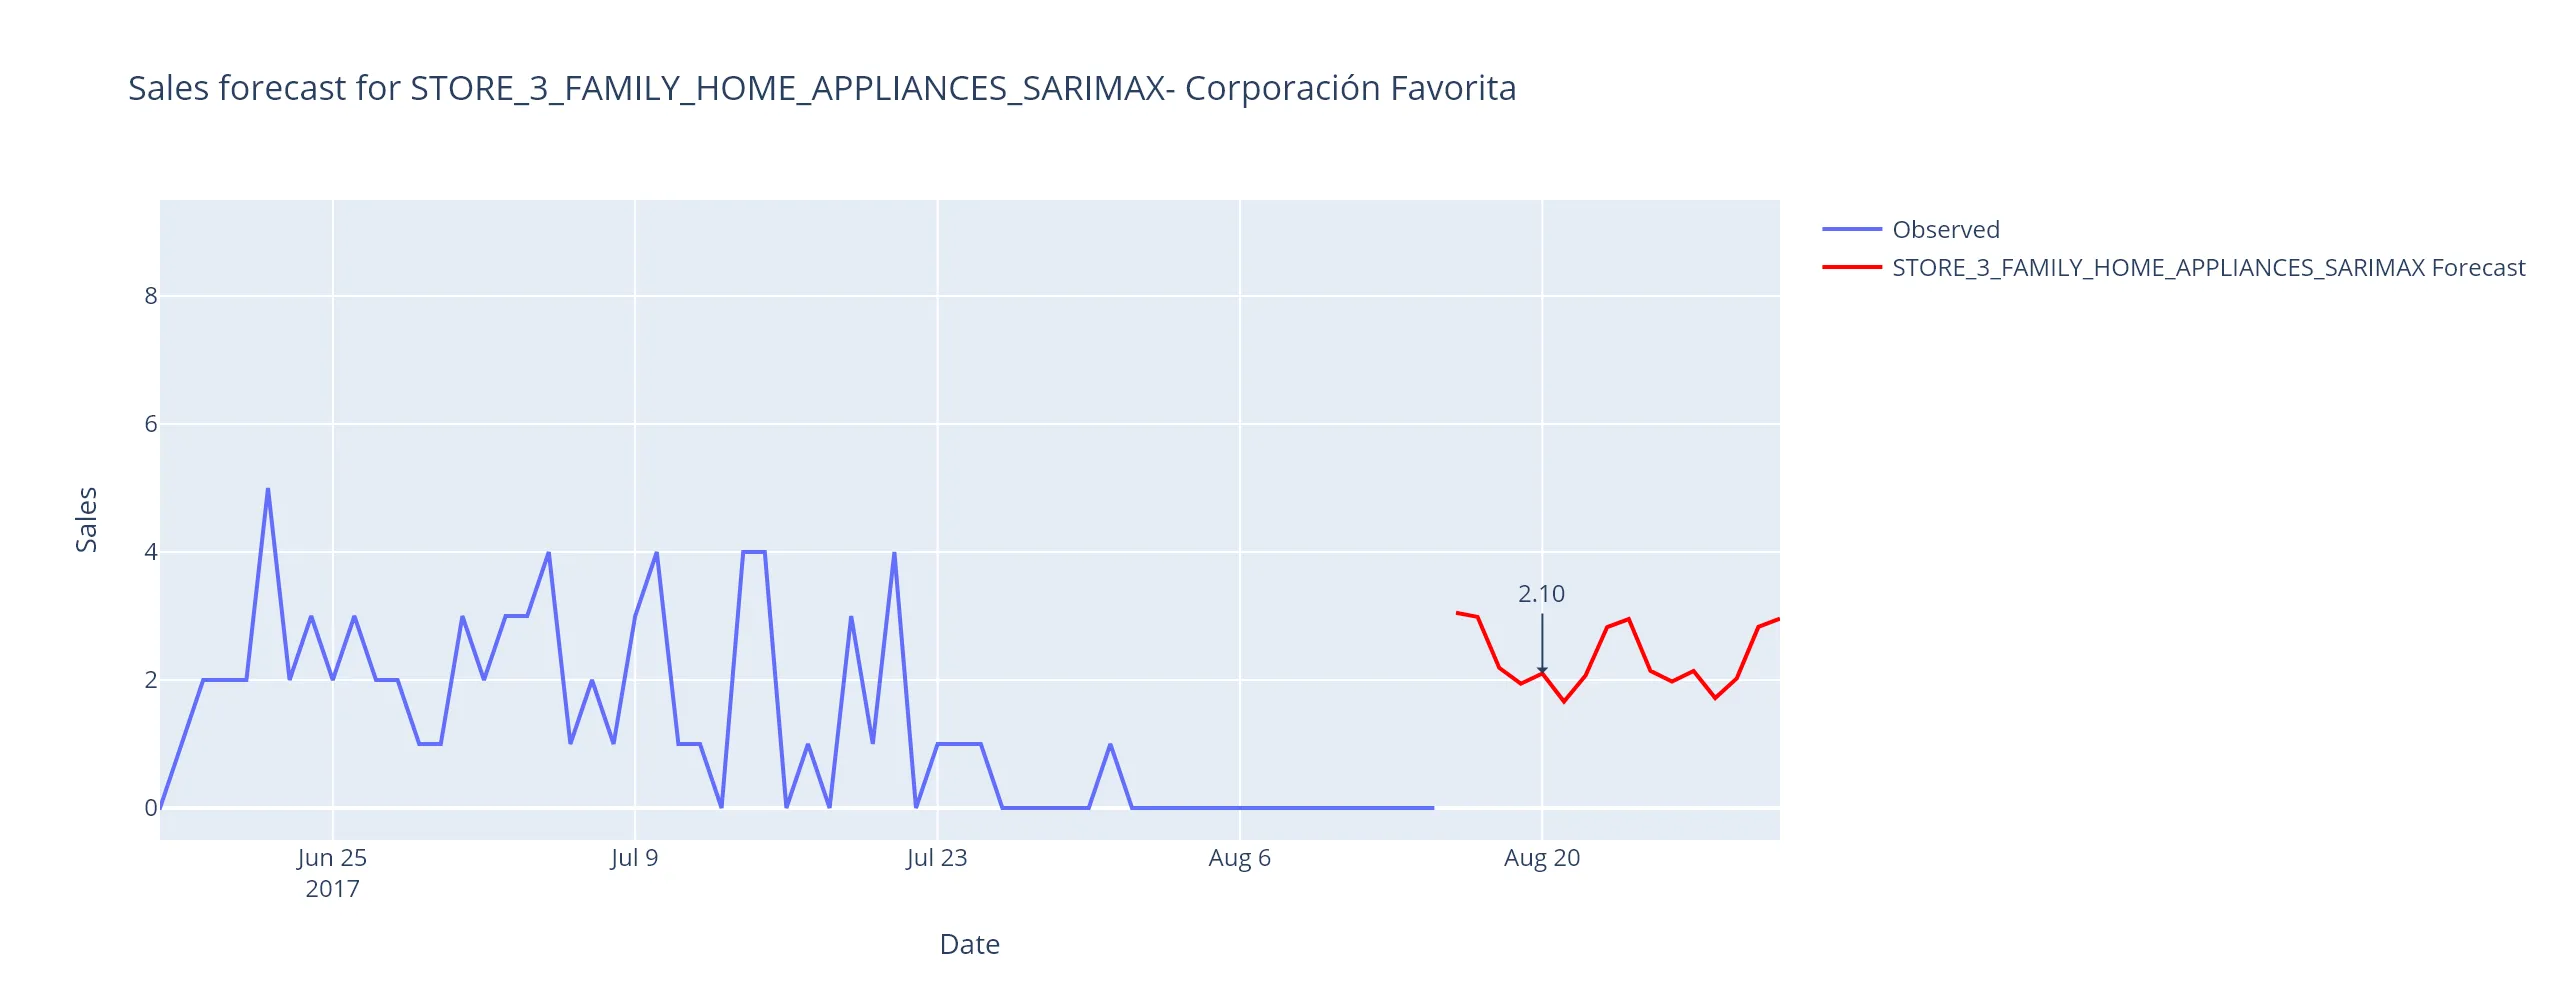 Sales forecast for STORE_3_FAMILY_HOME_APPLIANCES_SARIMAX- Corporación Favorita
Observed
STORE_3_FAMILY_HOME_APPLIANCES_SARIMAX Forecast
8
6
4
2
0
Sales
2.10
Jun 25
2017
Jul 9
Jul 23
Aug 6
Aug 20
Date